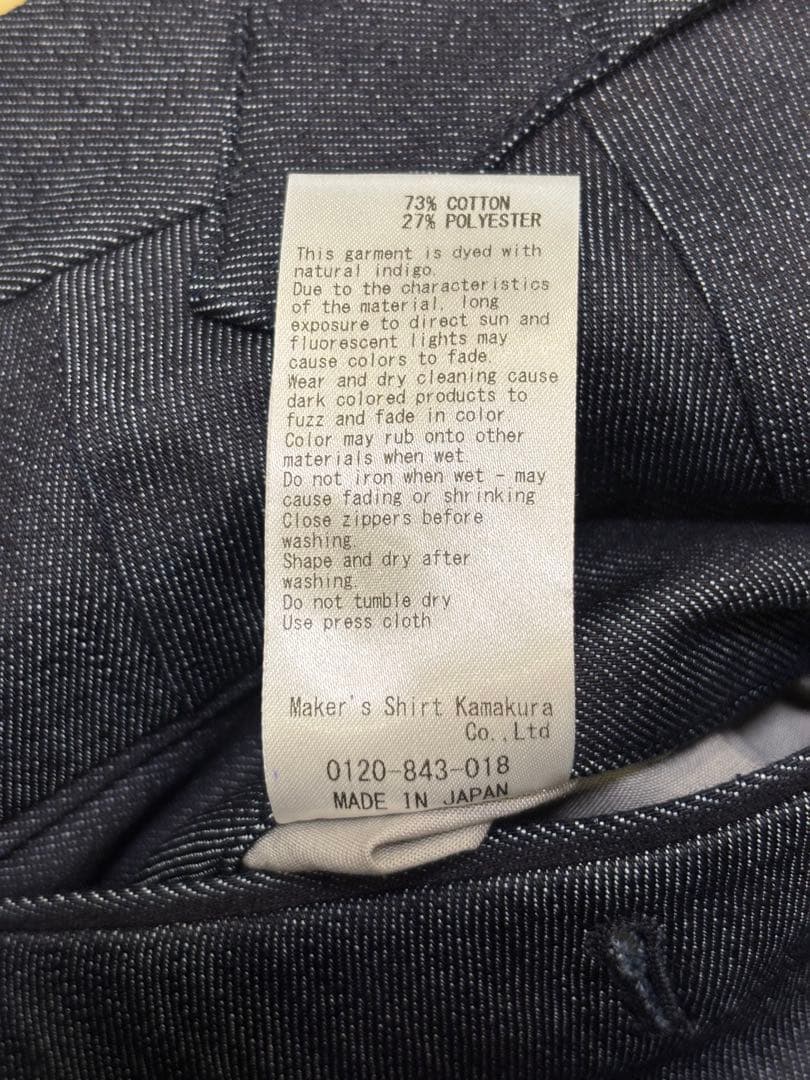 73% COTTON
27% POLYESTER
This garment is dyed with
natural indigo.
Due to the characteristics
of the material, long
exposure to direct sun and
fluorescent lights may
cause colors to fade.
Wear and dry cleaning cause
dark colored products to
fuzz and fade in color
Color may rub onto other
materials when wet.
Do not iron when wet - may
cause fading or shrinking
Close zippers before
washing
Shape and dry after
washing.
Do not tumble dry
Use press cloth
Maker's Shirt Kamakura
Co.,Ltd
0120-843-018
MADE IN JAPAN